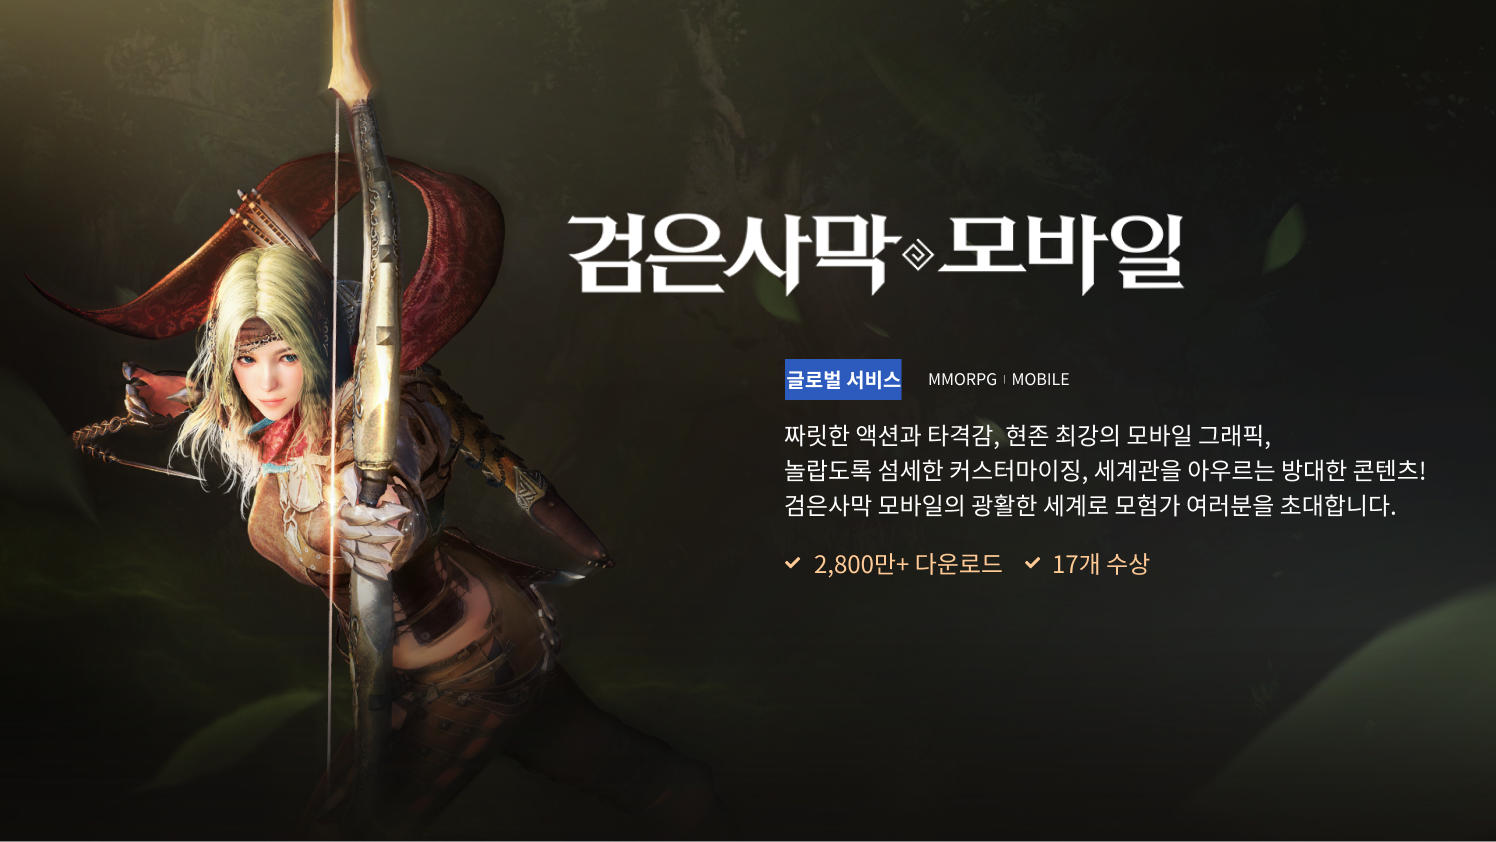 검은사막 모바일
글로벌 서비스 MMORPG | MOBILE
짜릿한 액션과 타격감, 현존 최강의 모바일 그래픽,
놀랍도록 섬세한 커스터마이징, 세계관을 아우르는 방대한 콘텐츠!
검은사막 모바일의 광활한 세계로 모험가 여러분을 초대합니다.
✓ 2,800만+ 다운로드 ✓ 17개 수상